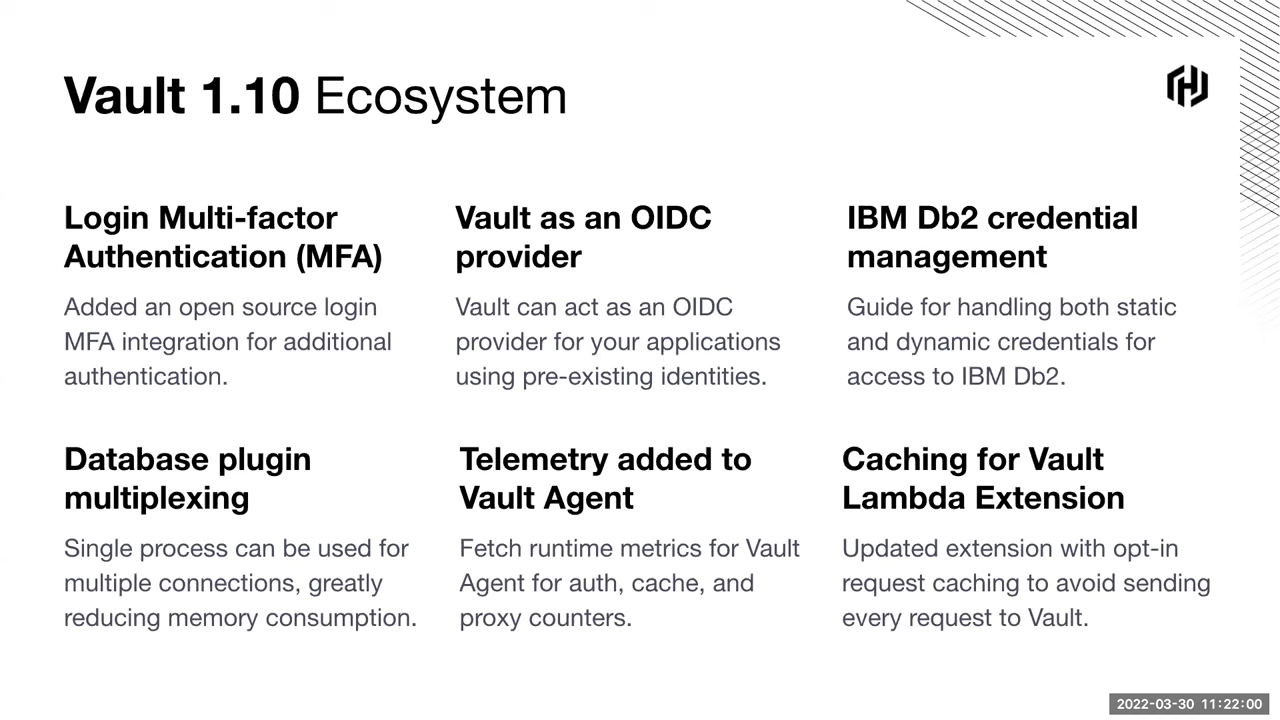 Vault 1.10 Ecosystem
Login Multi-factor
Authentication (MFA)
Added an open source login
MFA integration for additional
authentication.
Vault as an OIDC
provider
Vault can act as an OIDC
provider for your applications
using pre-existing identities.
IBM Db2 credential
management
Guide for handling both static
and dynamic credentials for
access to IBM Db2.
Database plugin
multiplexing
Single process can be used for
multiple connections, greatly
reducing memory consumption.
Telemetry added to
Vault Agent
Fetch runtime metrics for Vault
Agent for auth, cache, and
proxy counters.
Caching for Vault
Lambda Extension
Updated extension with opt-in
request caching to avoid sending
every request to Vault.
2022-03-30 11:22:00